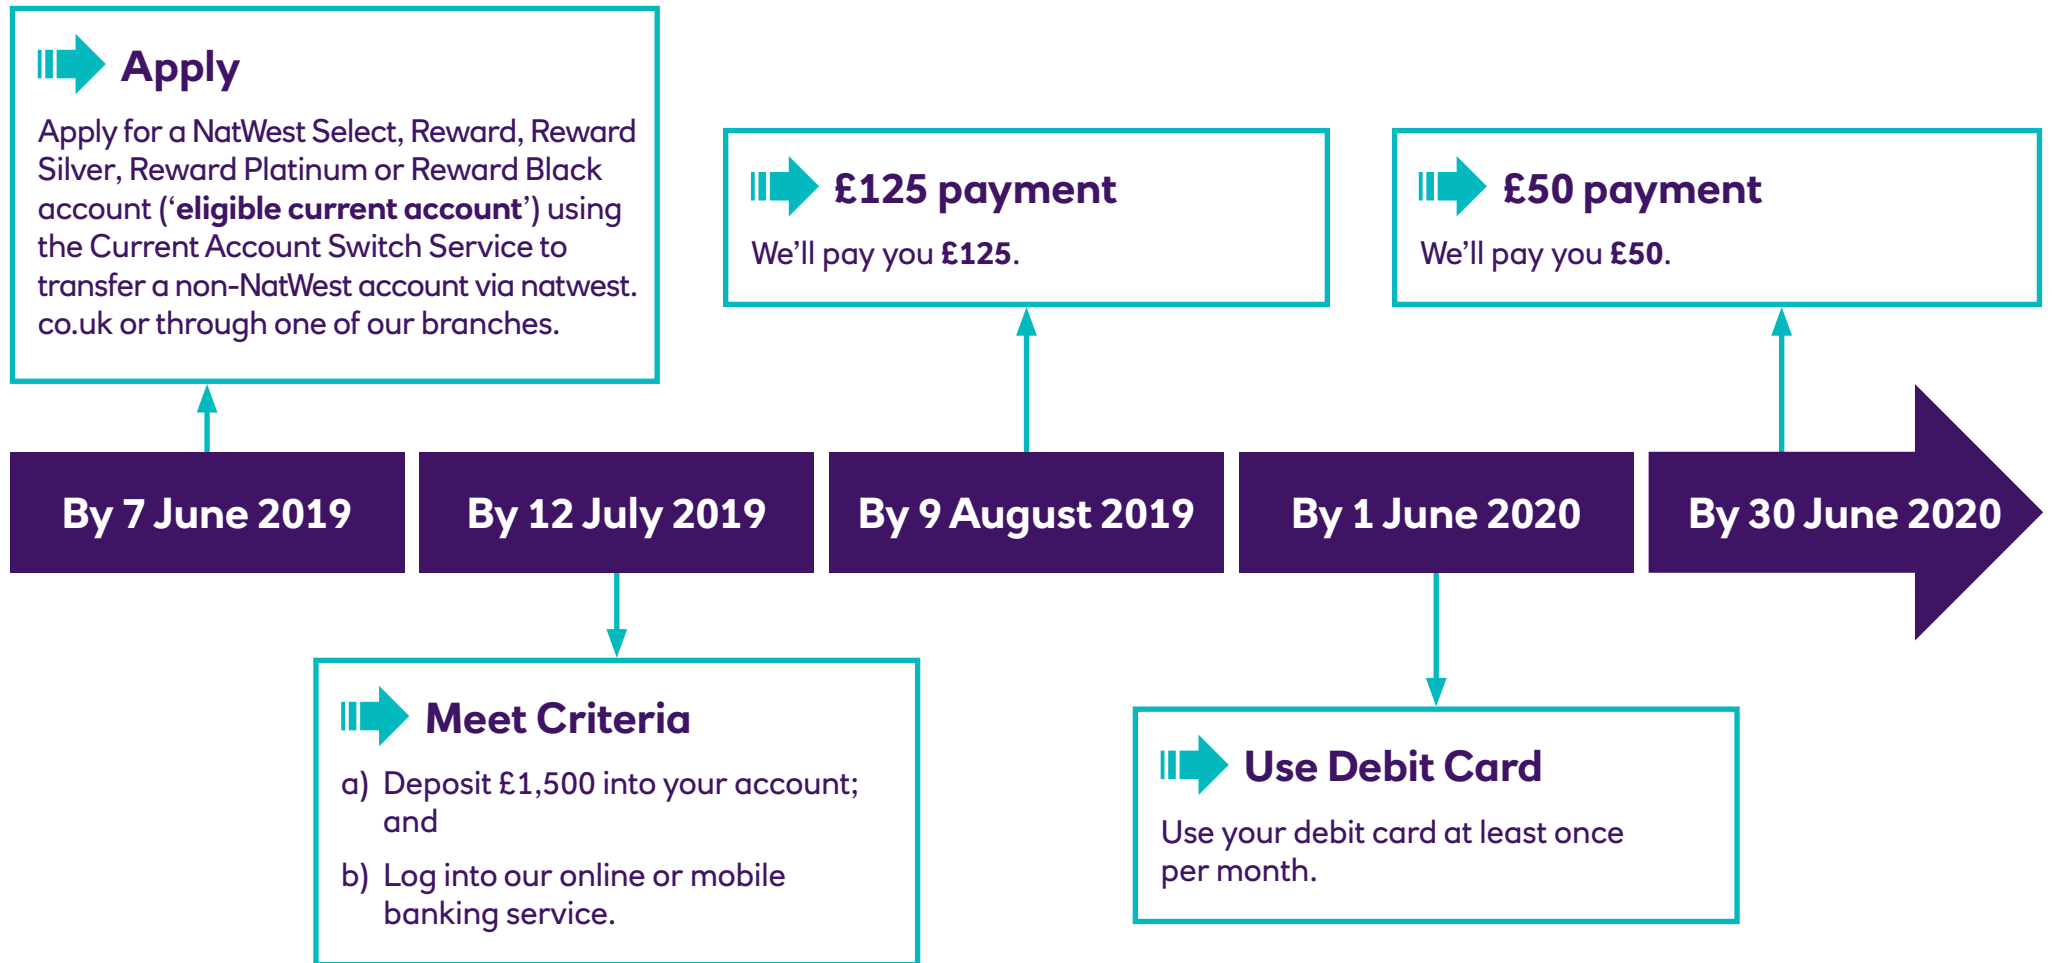 Apply
Apply for a NatWest Select, Reward, Reward
Silver, Reward Platinum or Reward Black
account (‘eligible current account’) using
the Current Account Switch Service to
transfer a non-NatWest account via natwest.
co.uk or through one of our branches.
£125 payment
We’ll pay you £125.
£50 payment
We’ll pay you £50.
By 7 June 2019
By 12 July 2019
By 9 August 2019
By 1 June 2020
By 30 June 2020
Meet Criteria
a) Deposit £1,500 into your account;
and
b) Log into our online or mobile
banking service.
Use Debit Card
Use your debit card at least once
per month.